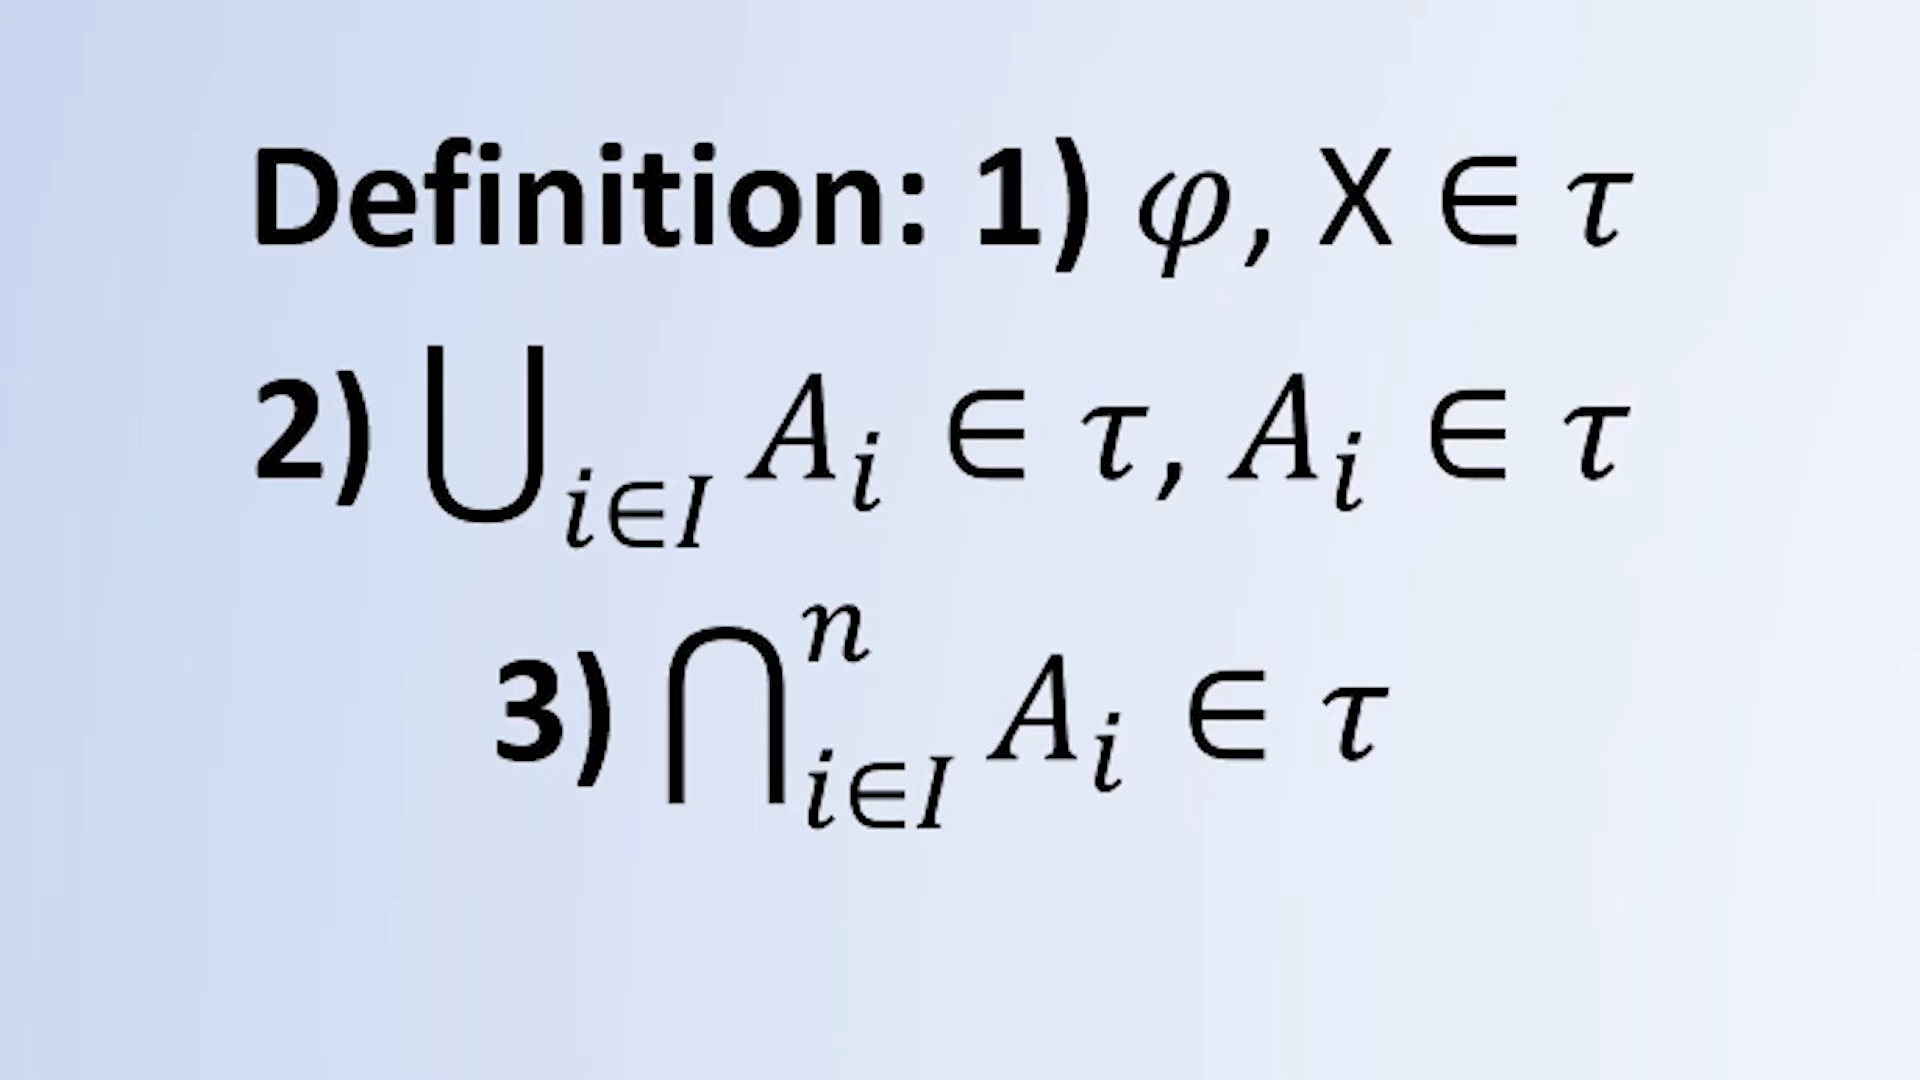 Definition: 1) φ, X ∈ τ
2) ⋃_{i∈I} A_i ∈ τ, A_i ∈ τ
3) ⋂_{i∈I}^{n} A_i ∈ τ